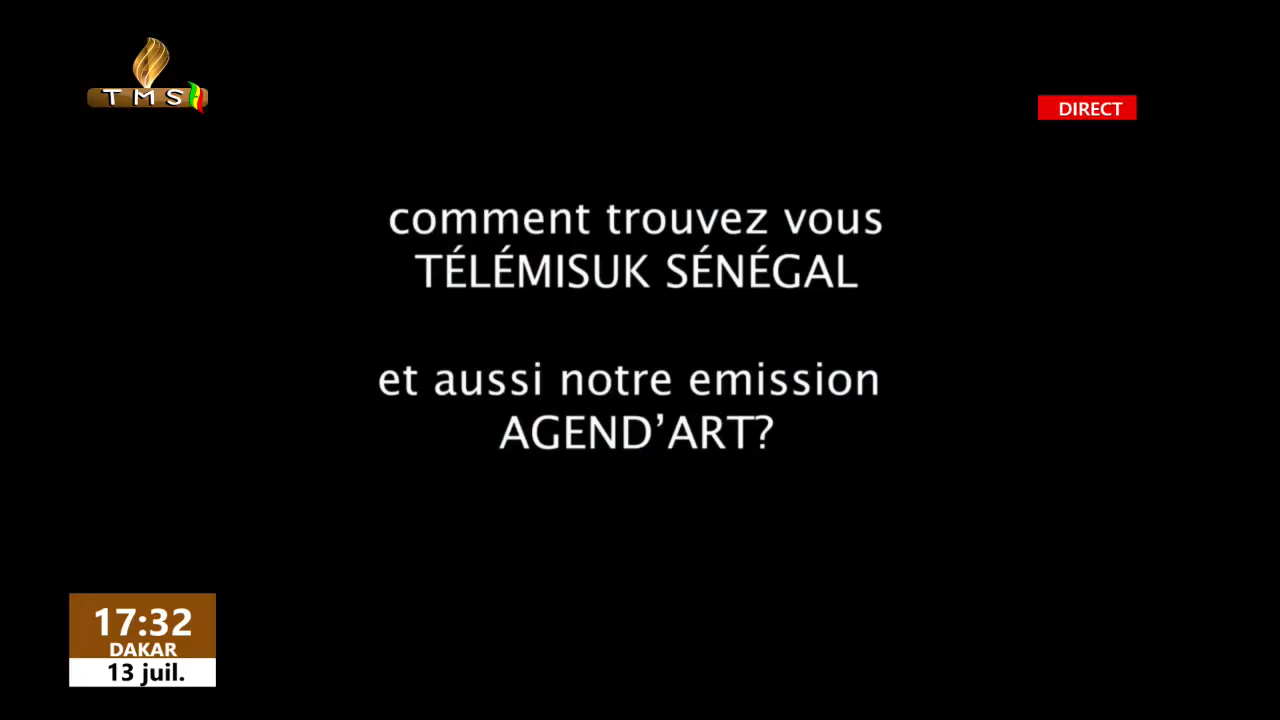 TMS
DIRECT
comment trouvez vous
TÉLÉMISUK SÉNÉGAL
et aussi notre emission
AGEND’ART?
17:32
DAKAR
13 juil.